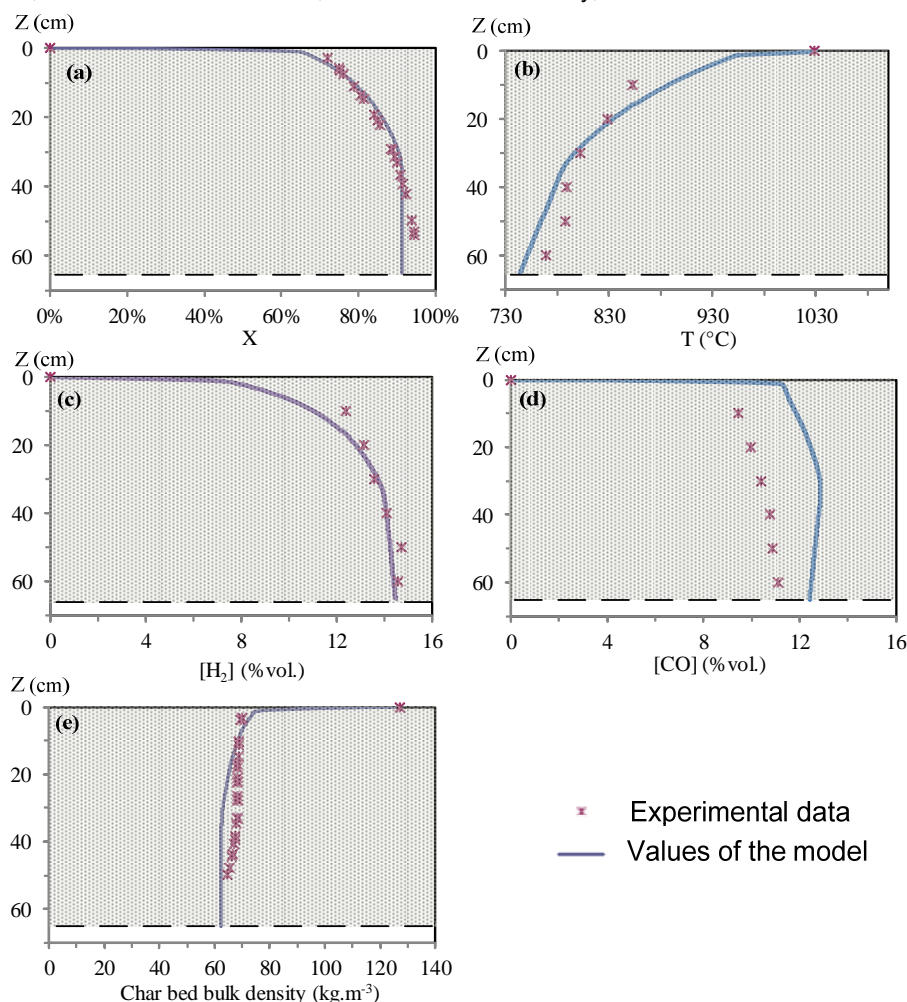 Z (cm)
(a)
0
20
40
60
0%
20%
40%
60%
80%
100%
X
Z (cm)
(b)
0
20
40
60
730
830
930
1030
T (°C)
Z (cm)
(c)
0
20
40
60
0
4
8
12
16
[H2] (%vol.)
Z (cm)
(d)
0
20
40
60
0
4
8
12
16
[CO] (%vol.)
Z (cm)
(e)
0
20
40
60
0
20
40
60
80
100
120
140
Char bed bulk density (kg.m-3)
Experimental data
Values of the model